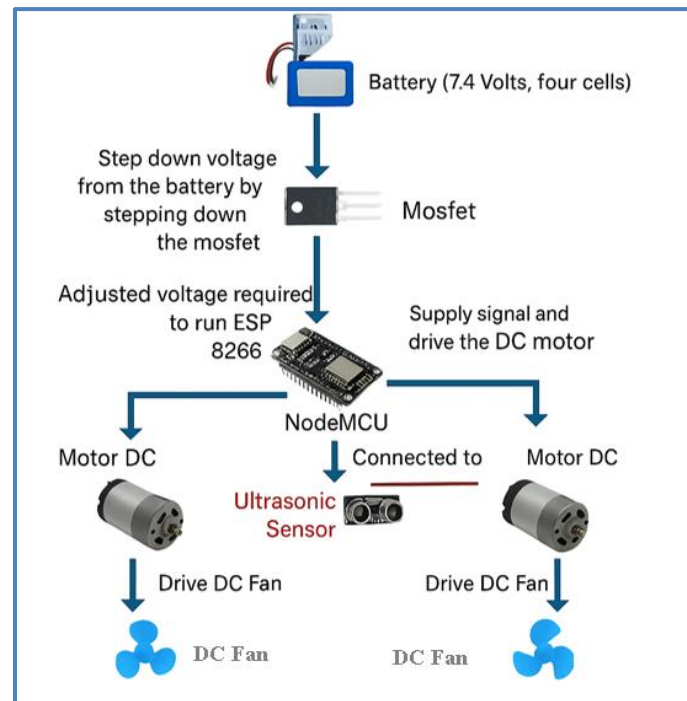 Battery (7.4 Volts, four cells)
Step down voltage
from the battery by
stepping down
the mosfet
Mosfet
Adjusted voltage required
to run ESP
8266
Supply signal and
drive the DC motor
NodeMCU
Motor DC
Connected to
Motor DC
Ultrasonic
Sensor
Drive DC Fan
Drive DC Fan
DC Fan
DC Fan